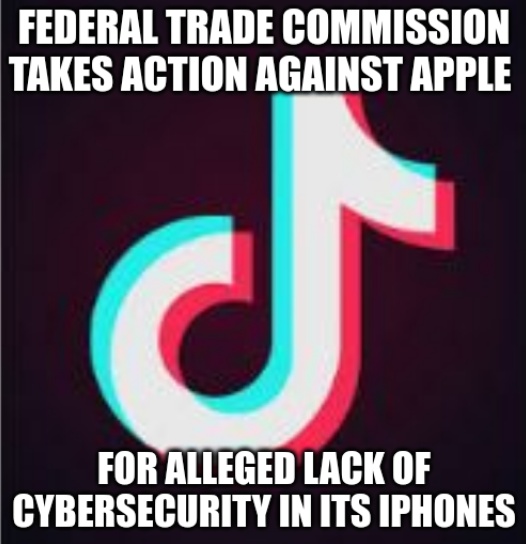 FEDERAL TRADE COMMISSION
TAKES ACTION AGAINST APPLE
FOR ALLEGED LACK OF
CYBERSECURITY IN ITS IPHONES